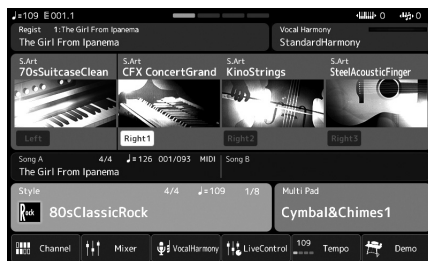 ♩=109 E001.1
0 0
Regist 1:The Girl From Ipanema
The Girl From Ipanema
Vocal Harmony
StandardHarmony
S.Art
70sSuitcaseClean
S.Art
CFX ConcertGrand
S.Art
KinoStrings
S.Art
SteelAcousticFinger
Left
Right1
Right2
Right3
Song A 4/4 ♩=126 001/093 MIDI
The Girl From Ipanema
Song B
Style 4/4 ♩=109 1/8
Rock 80sClassicRock
Multi Pad
Cymbal&Chimes1
Channel
Mixer
VocalHarmony
LiveControl
109 Tempo
Demo